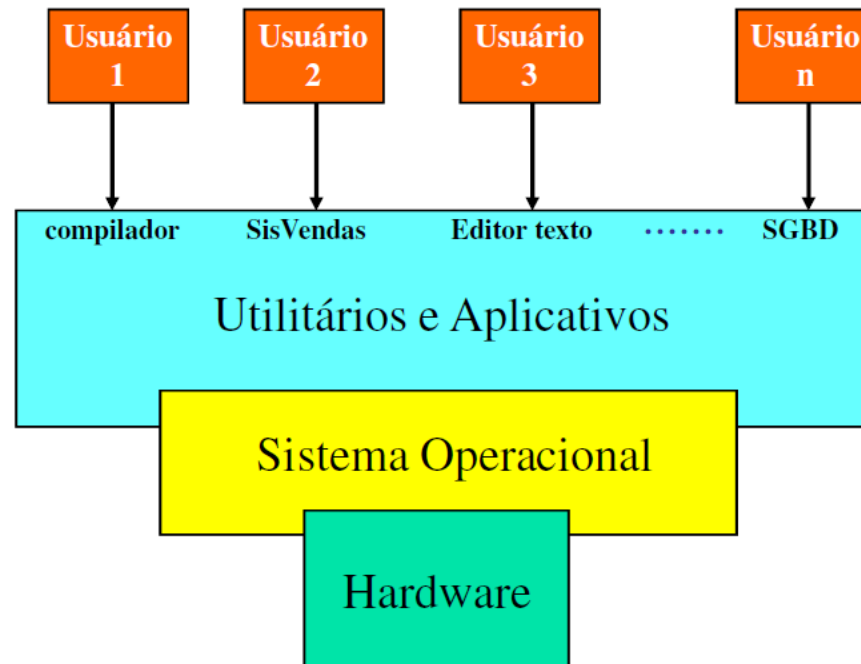 Usuário
1
Usuário
2
Usuário
3
Usuário
n
compilador SisVendas Editor texto ....... SGBD
Utilitários e Aplicativos
Sistema Operacional
Hardware